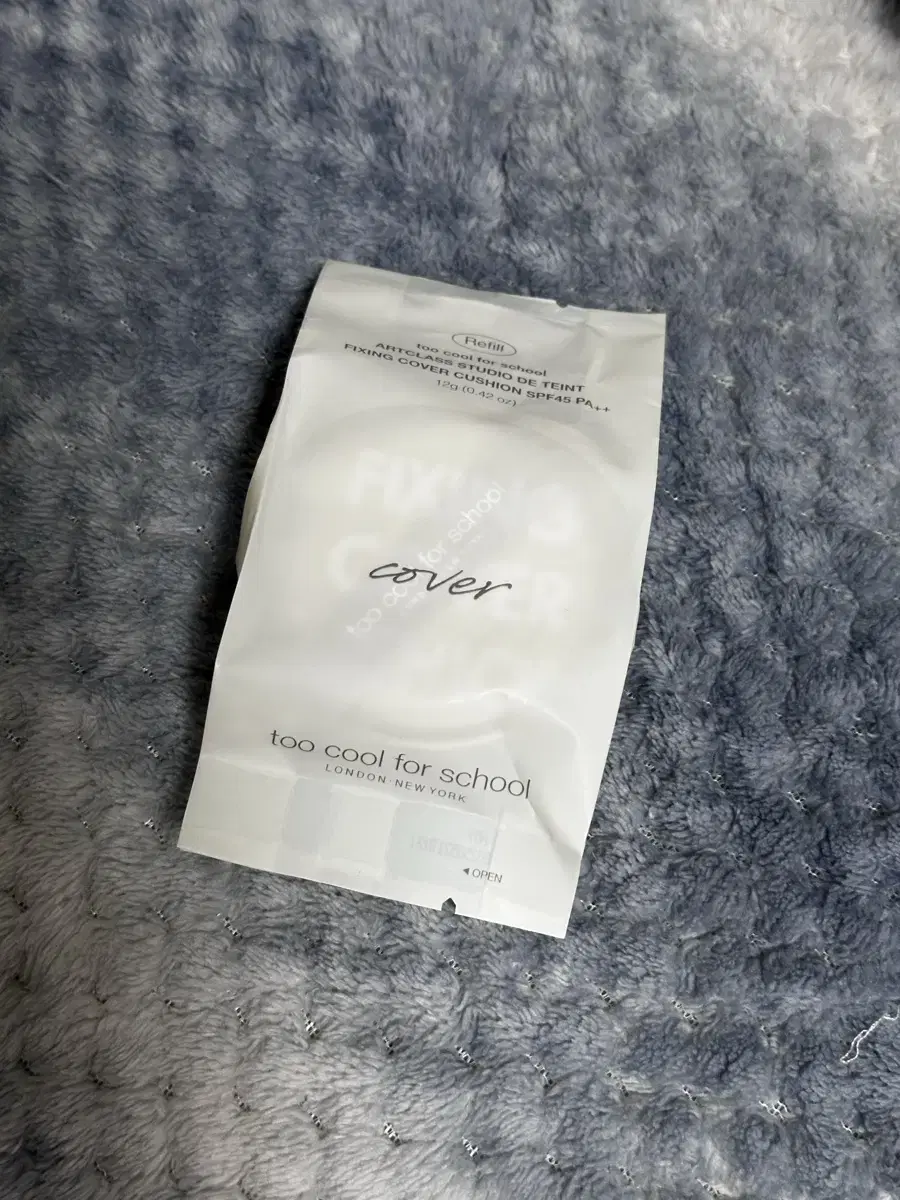 Refill
too cool for school
ARTCLASS STUDIO DE TEINT
FIXING COVER CUSHION SPF45 PA++
12g (0.42 oz)
too cool for school
cover
too cool for school
LONDON·NEW YORK
◀ OPEN